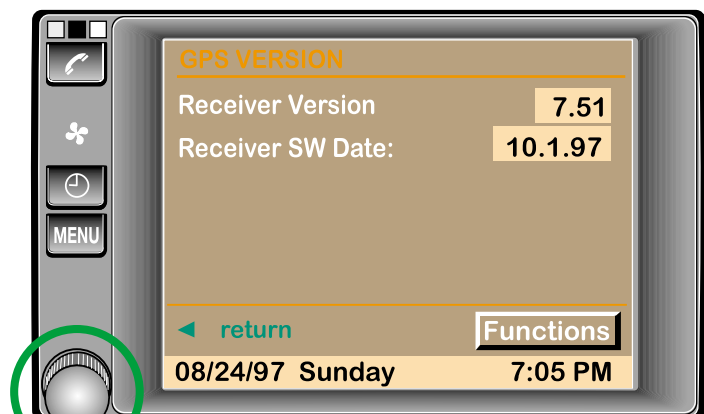 GPS VERSION
Receiver Version 7.51
Receiver SW Date: 10.1.97
MENU
◄ return Functions
08/24/97 Sunday 7:05 PM